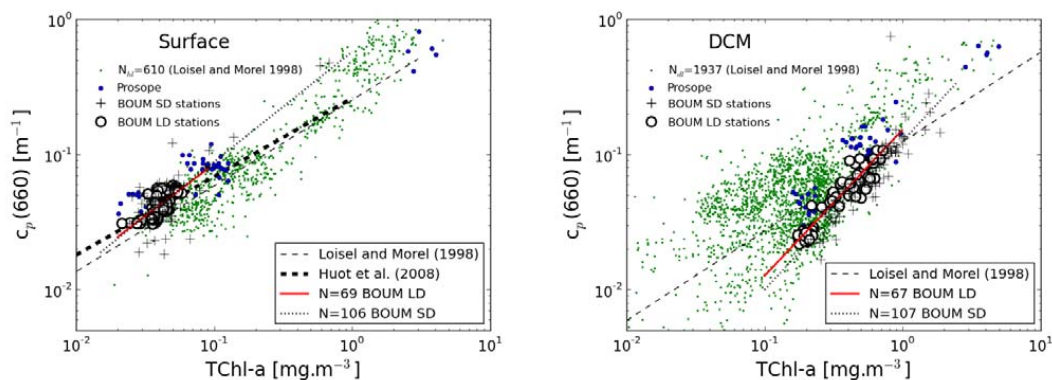 Surface
N_{hl}=610 (Loisel and Morel 1998)
Prosope
BOUM SD stations
BOUM LD stations
Loisel and Morel (1998)
Huot et al. (2008)
N=69 BOUM LD
N=106 BOUM SD
c_p(660) [m^{-1}]
10^0
10^{-1}
10^{-2}
10^{-2}
10^{-1}
10^0
10^1
TChl-a [mg.m^{-3}]
DCM
=1937 (Loisel and Morel 1998)
Prosope
BOUM SD stations
BOUM LD stations
Loisel and Morel (1998)
N=67 BOUM LD
N=107 BOUM SD
c_p(660) [m^{-1}]
10^0
10^{-1}
10^{-2}
10^{-2}
10^{-1}
10^0
10^1
TChl-a [mg.m^{-3}]